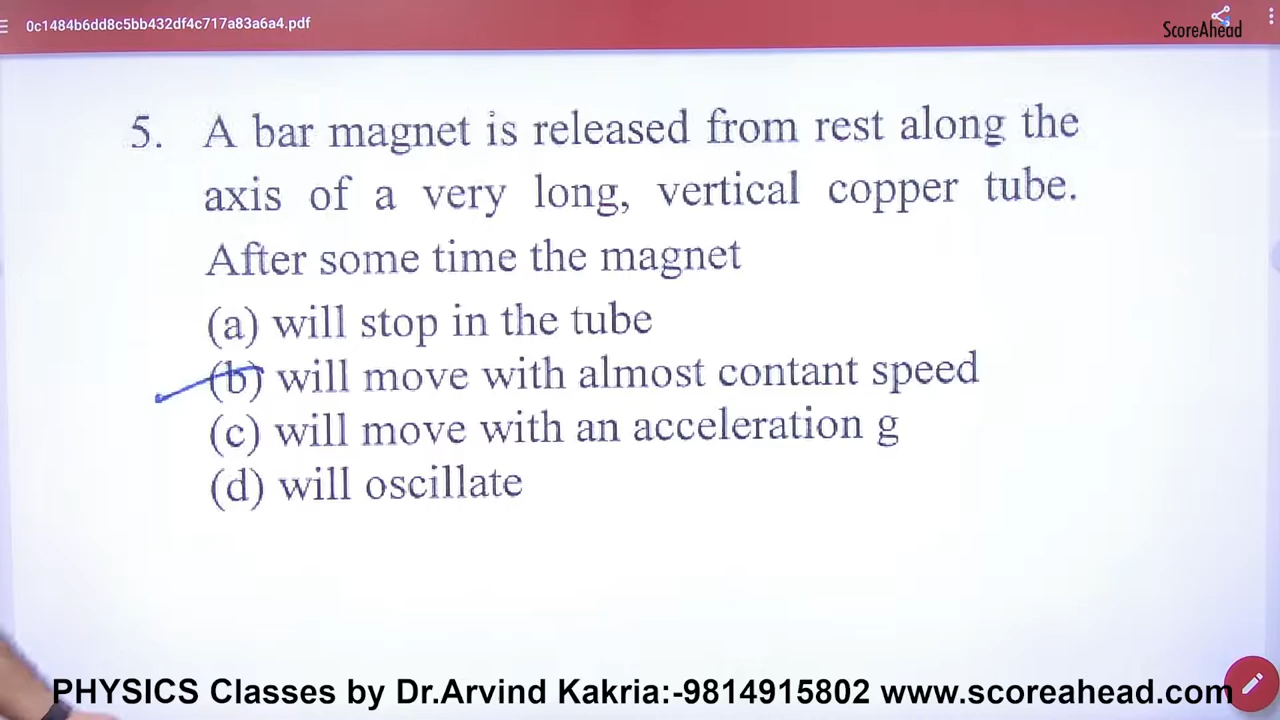 0c1484b6dd8c5bb432df4c717a83a6a4.pdf
ScoreAhead
5. A bar magnet is released from rest along the
axis of a very long, vertical copper tube.
After some time the magnet
(a) will stop in the tube
(b) will move with almost contant speed
(c) will move with an acceleration g
(d) will oscillate
PHYSICS Classes by Dr.Arvind Kakria:-9814915802 www.scoreahead.com